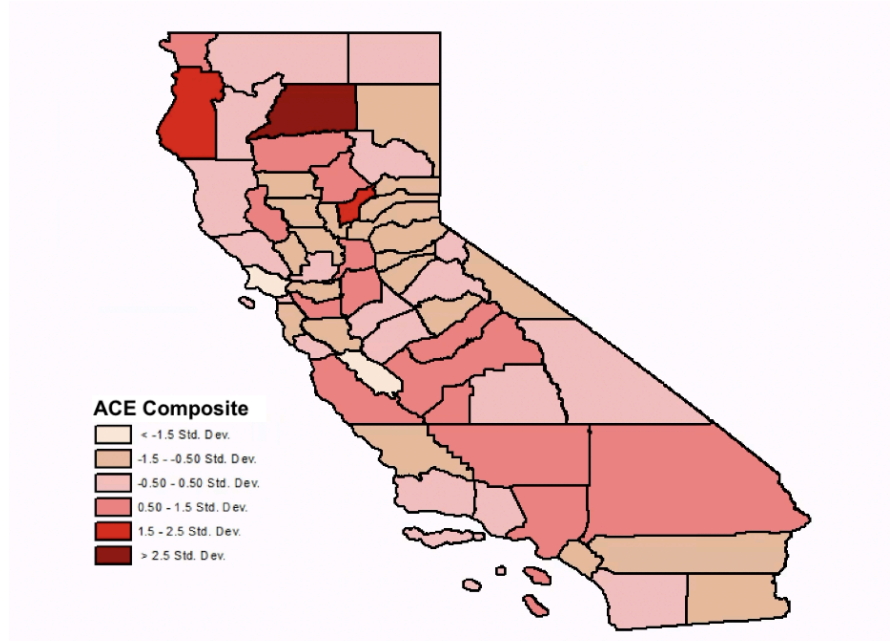 ACE Composite
< -1.5 Std. Dev.
-1.5 - -0.50 Std. Dev.
-0.50 - 0.50 Std. Dev.
0.50 - 1.5 Std. Dev.
1.5 - 2.5 Std. Dev.
> 2.5 Std. Dev.